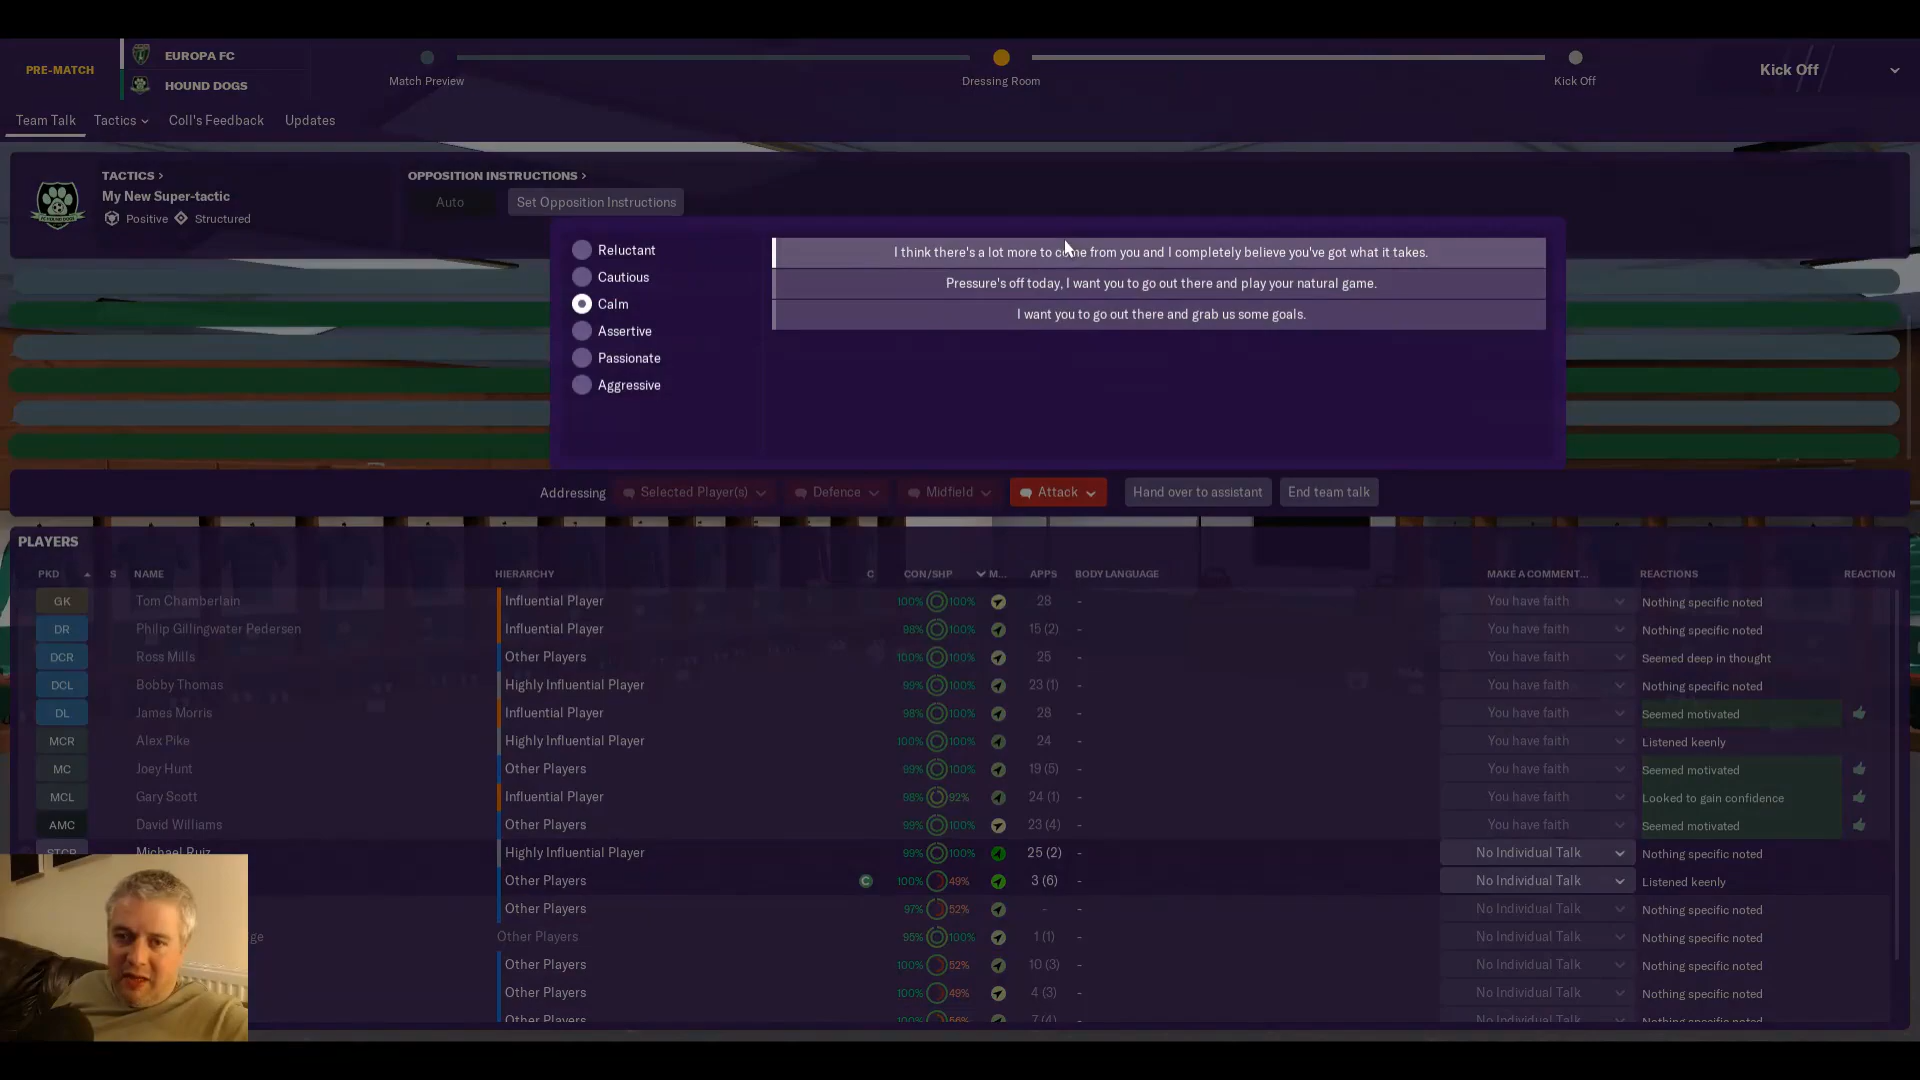 PRE-MATCH
EUROPA FC
HOUND DOGS
Match Preview
Dressing Room
Kick Off
Kick Off
Team Talk
Tactics
Coll's Feedback
Updates
TACTICS >
My New Super-tactic
Positive
Structured
OPPOSITION INSTRUCTIONS >
Auto
Set Opposition Instructions
Reluctant
Cautious
Calm
Assertive
Passionate
Aggressive
I think there's a lot more to come from you and I completely believe you've got what it takes.
Pressure's off today, I want you to go out there and play your natural game.
I want you to go out there and grab us some goals.
Addressing
Selected Player(s)
Defence
Midfield
Attack
Hand over to assistant
End team talk
PLAYERS
PKD S NAME HIERARCHY C CON/SHP M... APPS BODY LANGUAGE MAKE A COMMENT... REACTIONS REACTION
GK Tom Chamberlain Influential Player 100% 100% 28 - You have faith Nothing specific noted
DR Philip Gillingwater Pedersen Influential Player 98% 100% 15 (2) - You have faith Nothing specific noted
DCR Ross Mills Other Players 100% 100% 25 - You have faith Seemed deep in thought
DCL Bobby Thomas Highly Influential Player 99% 100% 23 (1) - You have faith Nothing specific noted
DL James Morris Influential Player 98% 100% 28 - You have faith Seemed motivated
MCR Alex Pike Highly Influential Player 100% 100% 24 - You have faith Listened keenly
MC Joey Hunt Other Players 99% 100% 19 (5) - You have faith Seemed motivated
MCL Gary Scott Influential Player 98% 92% 24 (1) - You have faith Looked to gain confidence
AMC David Williams Other Players 99% 100% 23 (4) - You have faith Seemed motivated
STCR Michael Ruiz Highly Influential Player 99% 100% 25 (2) - No Individual Talk Nothing specific noted
Other Players C 100% 49% 3 (6) - No Individual Talk Listened keenly
Other Players 97% 52% - - No Individual Talk Nothing specific noted
ge Other Players 95% 100% 1 (1) - No Individual Talk Nothing specific noted
Other Players 100% 52% 10 (3) - No Individual Talk Nothing specific noted
Other Players 100% 49% 4 (3) - No Individual Talk Nothing specific noted
Other Players 100% 56% 7 (4) - No Individual Talk Nothing specific noted